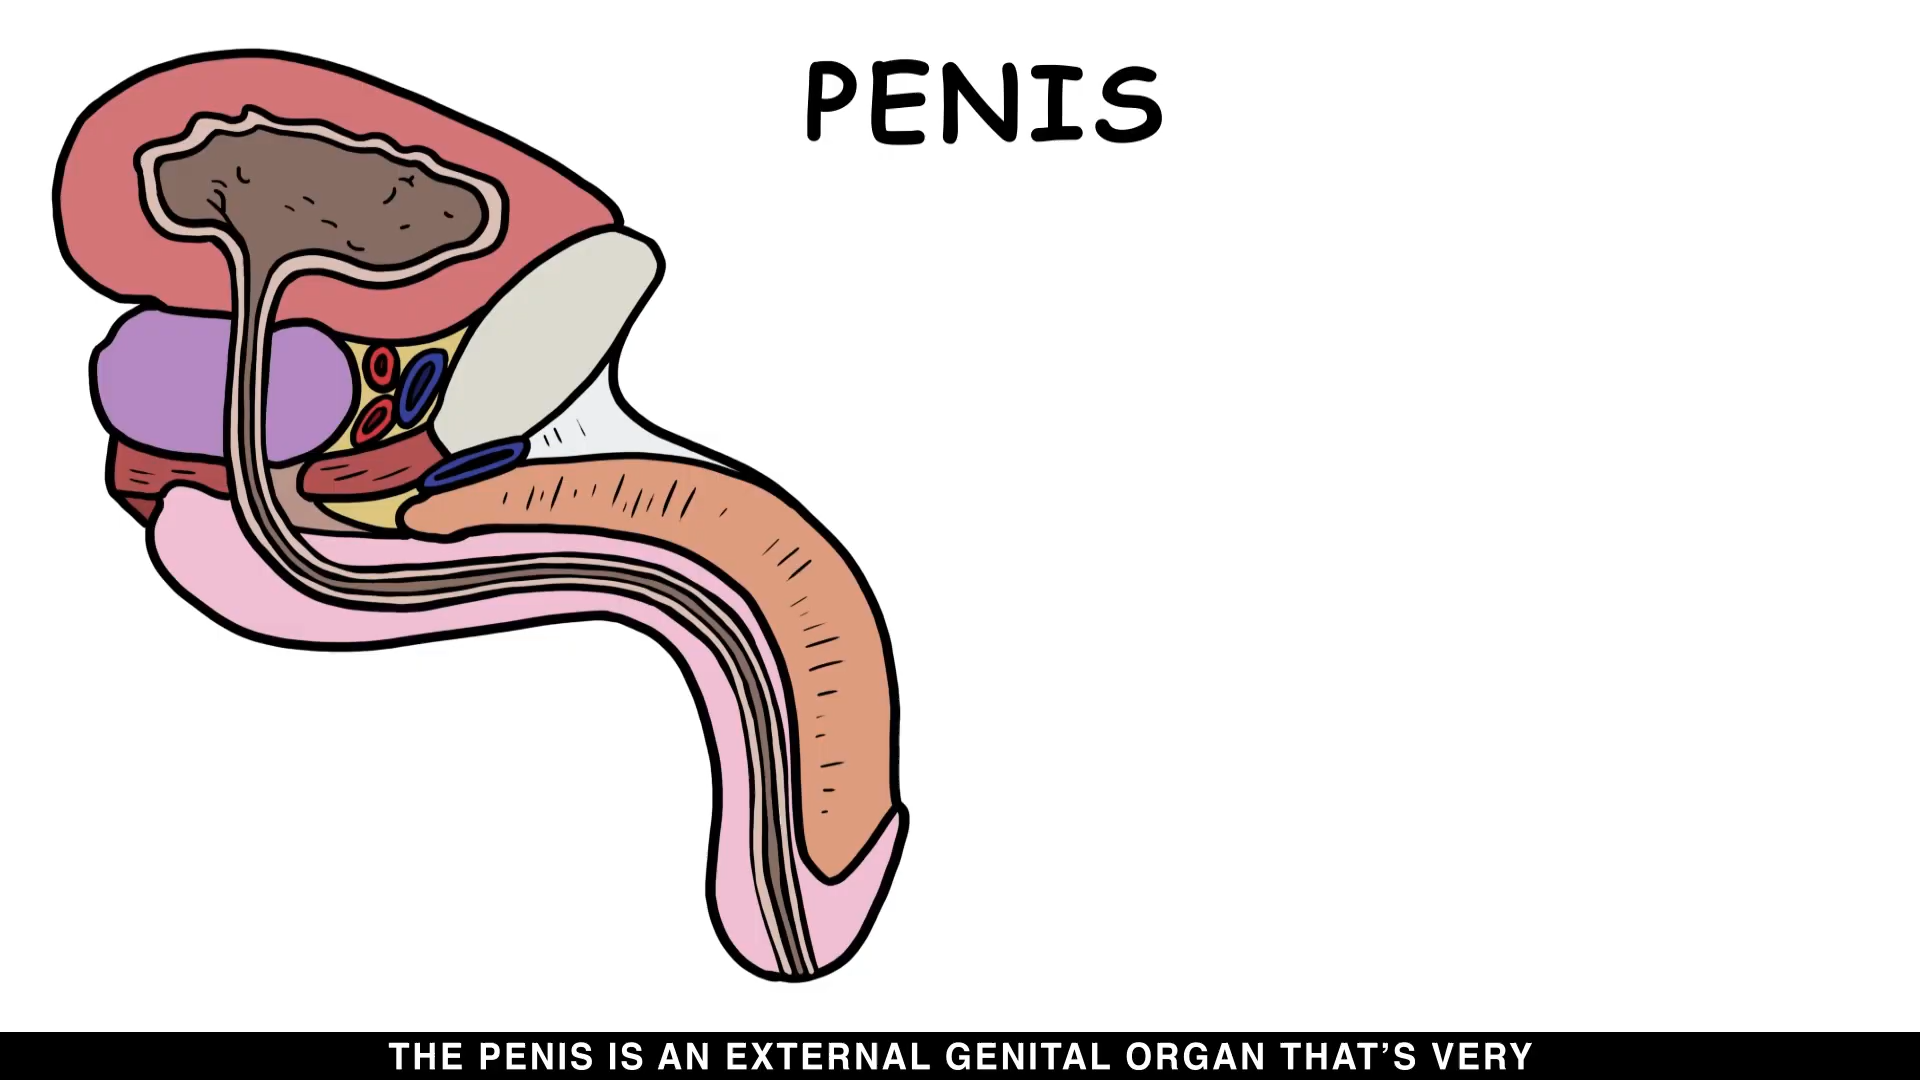 PENIS
THE PENIS IS AN EXTERNAL GENITAL ORGAN THAT’S VERY